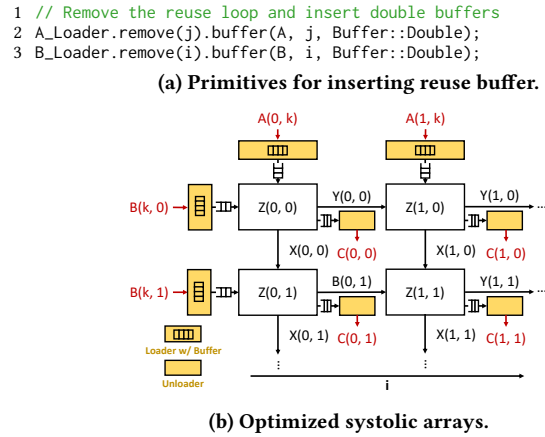 1 // Remove the reuse loop and insert double buffers
2 A_Loader.remove(j).buffer(A, j, Buffer::Double);
3 B_Loader.remove(i).buffer(B, i, Buffer::Double);
(a) Primitives for inserting reuse buffer.
A(0, k) A(1, k)
B(k, 0) Z(0, 0) Y(0, 0) Z(1, 0) Y(1, 0) ...
C(0, 0) C(1, 0)
X(0, 0) X(1, 0)
B(k, 1) Z(0, 1) B(0, 1) Z(1, 1) Y(1, 1) ...
C(0, 1) C(1, 1)
X(0, 1) X(1, 1)
Loader w/ Buffer
... ...
Unloader
i
(b) Optimized systolic arrays.